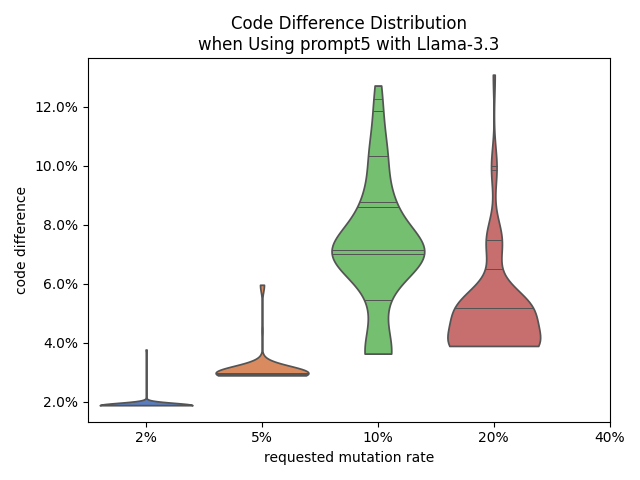 Code Difference Distribution
when Using prompt5 with Llama-3.3
12.0%
10.0%
8.0%
6.0%
4.0%
2.0%
code difference
2%
5%
10%
20%
40%
requested mutation rate